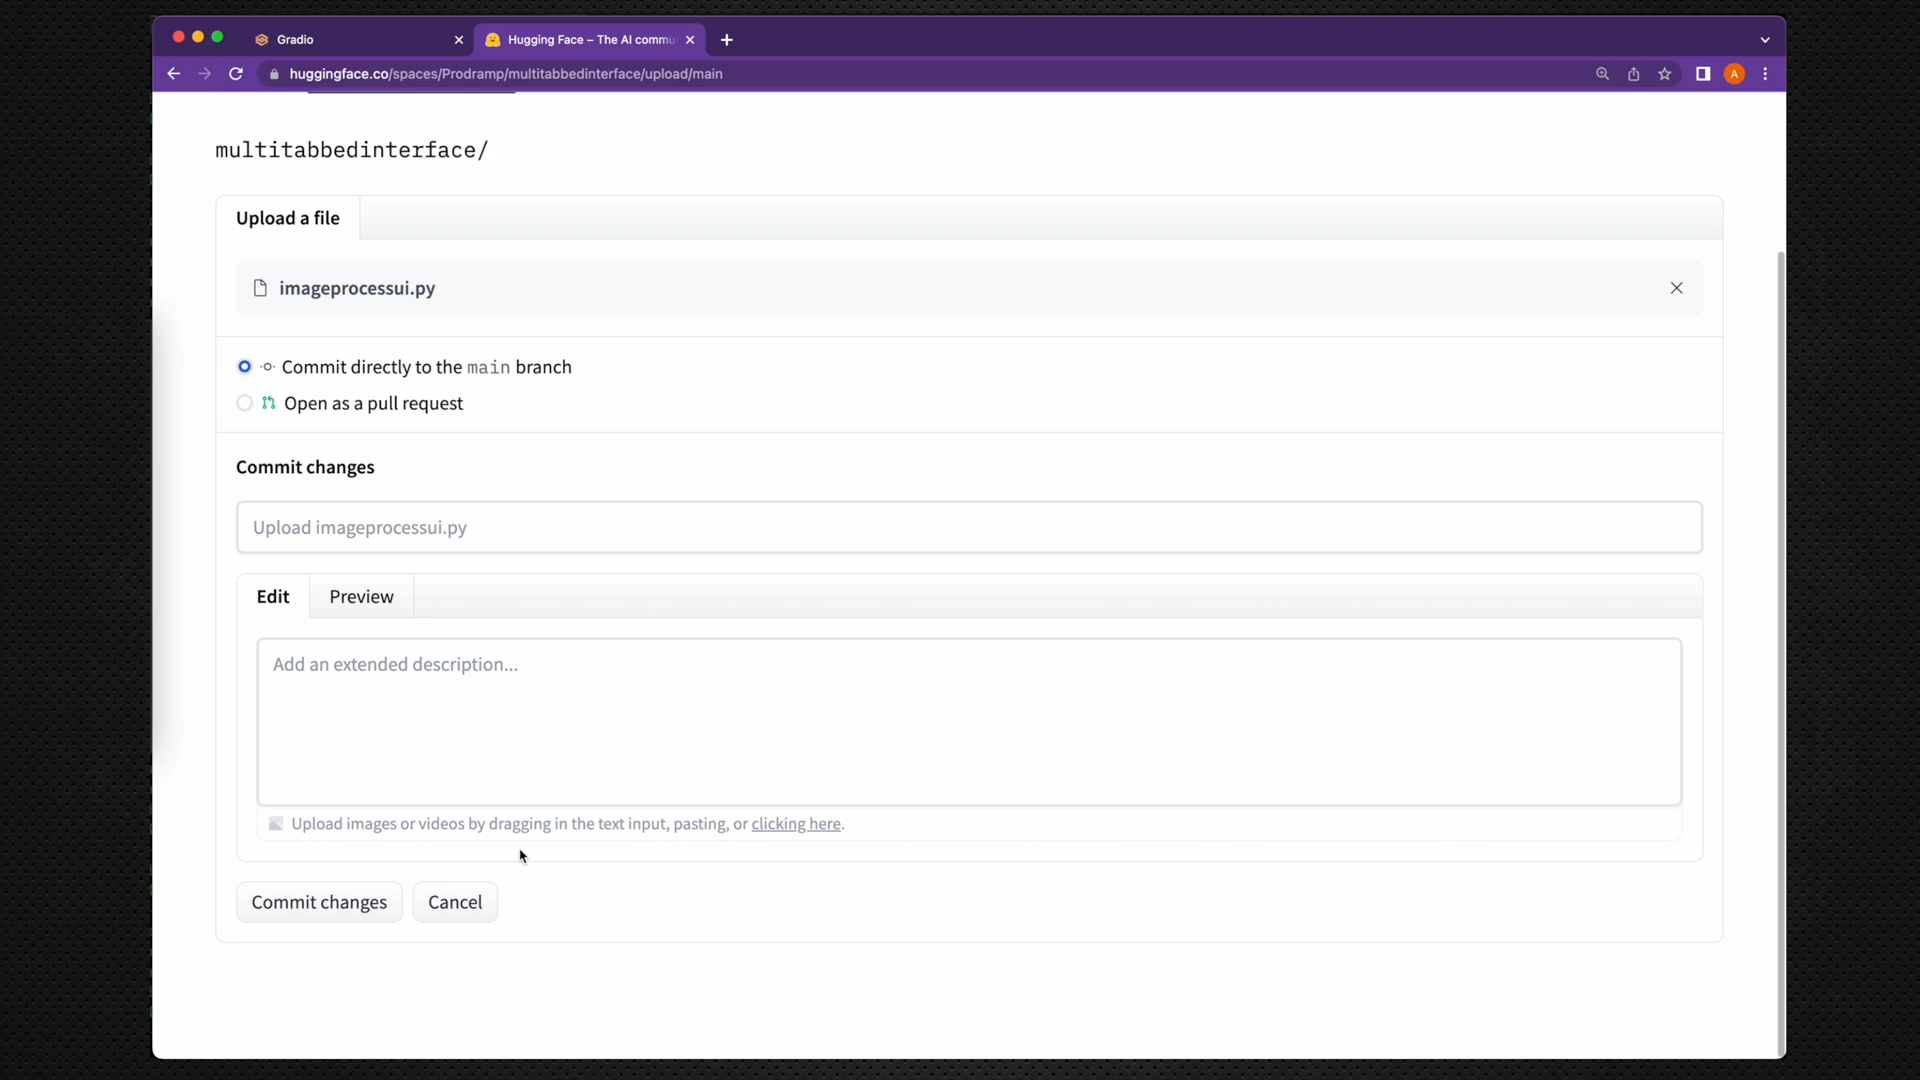 Gradio
Hugging Face – The AI commu
huggingface.co/spaces/Prodramp/multitabbedinterface/upload/main
A
multitabbedinterface/
Upload a file
imageprocessui.py
Commit directly to the main branch
Open as a pull request
Commit changes
Upload imageprocessui.py
Edit
Preview
Add an extended description...
Upload images or videos by dragging in the text input, pasting, or clicking here.
Commit changes
Cancel